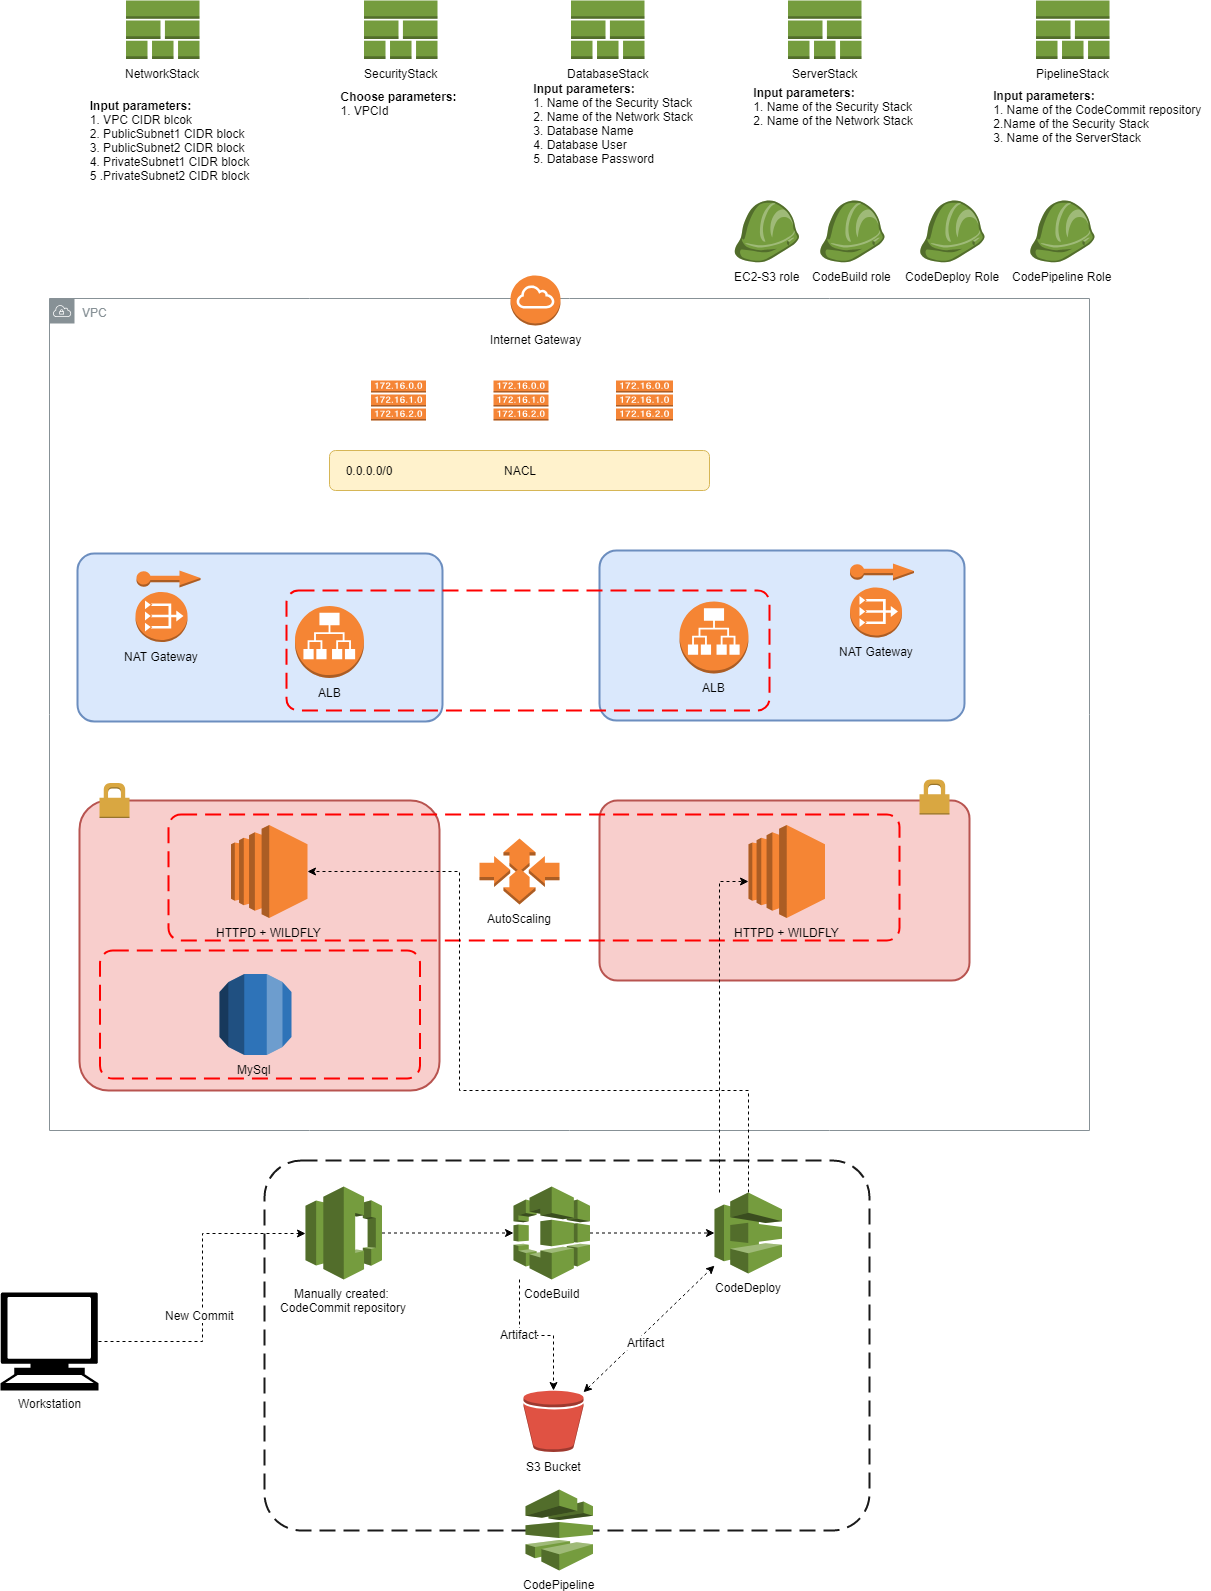 NetworkStack
Input parameters:
1. VPC CIDR blcok
2. PublicSubnet1 CIDR block
3. PublicSubnet2 CIDR block
4. PrivateSubnet1 CIDR block
5 .PrivateSubnet2 CIDR block
SecurityStack
Choose parameters:
1. VPCId
DatabaseStack
Input parameters:
1. Name of the Security Stack
2. Name of the Network Stack
3. Database Name
4. Database User
5. Database Password
ServerStack
Input parameters:
1. Name of the Security Stack
2. Name of the Network Stack
PipelineStack
Input parameters:
1. Name of the CodeCommit repository
2.Name of the Security Stack
3. Name of the ServerStack
EC2-S3 role
CodeBuild role
CodeDeploy Role
CodePipeline Role
VPC
Internet Gateway
172.16.0.0
172.16.1.0
172.16.2.0
172.16.0.0
172.16.1.0
172.16.2.0
172.16.0.0
172.16.1.0
172.16.2.0
0.0.0.0/0
NACL
NAT Gateway
ALB
ALB
NAT Gateway
HTTPD + WILDFLY
AutoScaling
HTTPD + WILDFLY
MySql
Manually created:
CodeCommit repository
CodeBuild
CodeDeploy
New Commit
Artifact
Artifact
Workstation
S3 Bucket
CodePipeline